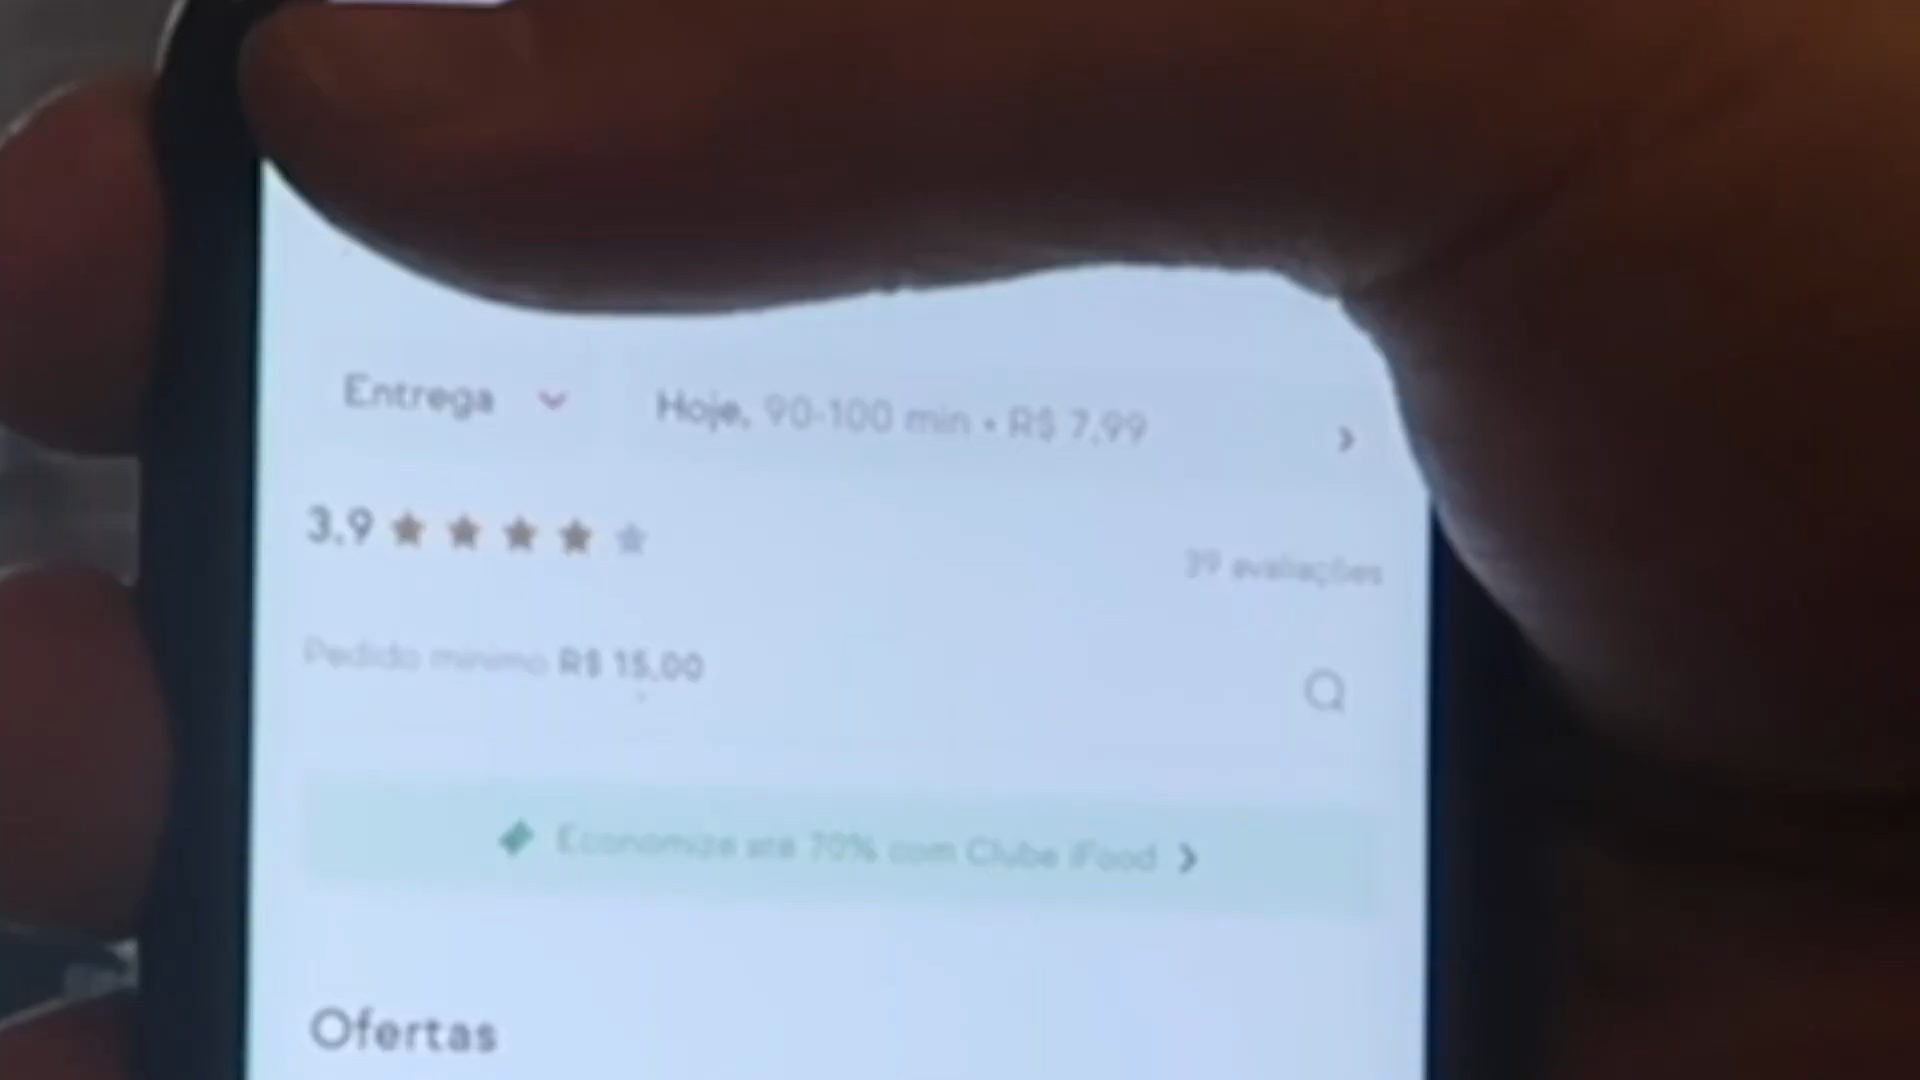 Entrega
Hoje, 90-100 min • R$ 7,99
3,9
39 avaliações
Pedido mínimo R$ 15,00
Economize até 70% com Clube iFood
Ofertas